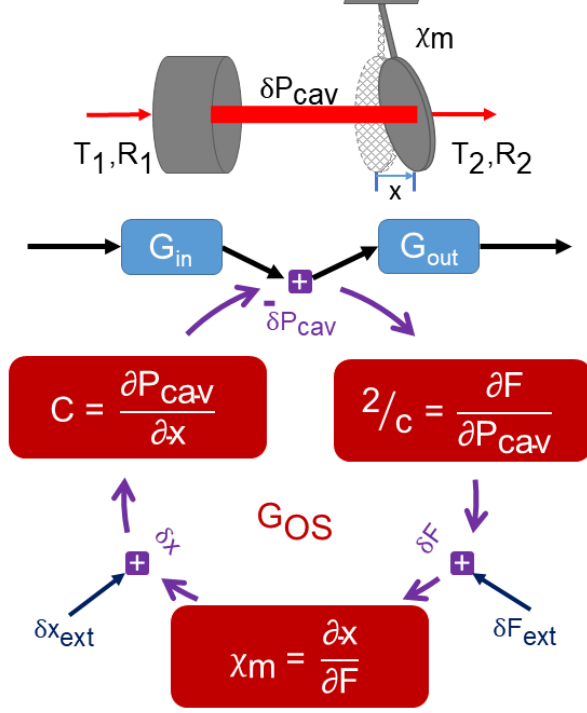 χm
δPcav
T1,R1
T2,R2
x
Gin
Gout
+
-
δPcav
C = ∂Pcav/∂x
2/c = ∂F/∂Pcav
GOS
δx
δF
+
+
δxext
δFext
χm = ∂x/∂F